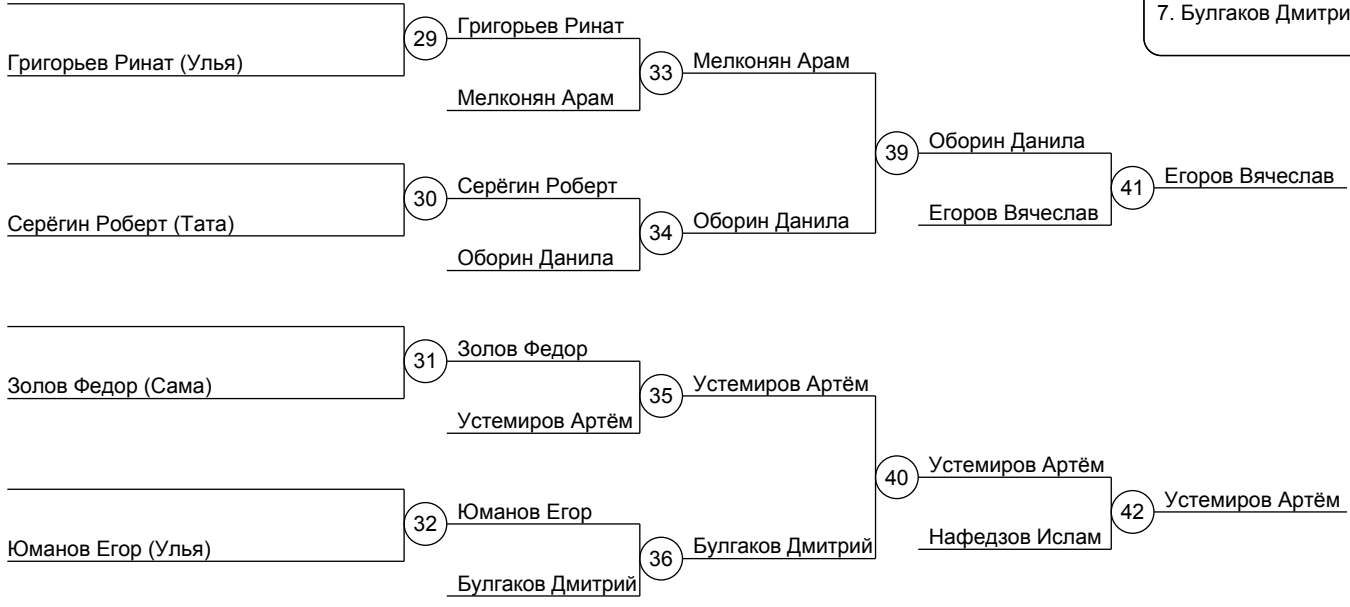 7. Булгаков Дмитри
29
Григорьев Ринат
Григорьев Ринат (Улья)
33
Мелконян Арам
Мелконян Арам
39
Оборин Данила
30
Серёгин Роберт
41
Егоров Вячеслав
Серёгин Роберт (Тата)
34
Оборин Данила
Егоров Вячеслав
Оборин Данила
31
Золов Федор
Золов Федор (Сама)
35
Устемиров Артём
Устемиров Артём
40
Устемиров Артём
32
Юманов Егор
42
Устемиров Артём
Юманов Егор (Улья)
36
Булгаков Дмитрий
Нафедзов Ислам
Булгаков Дмитрий